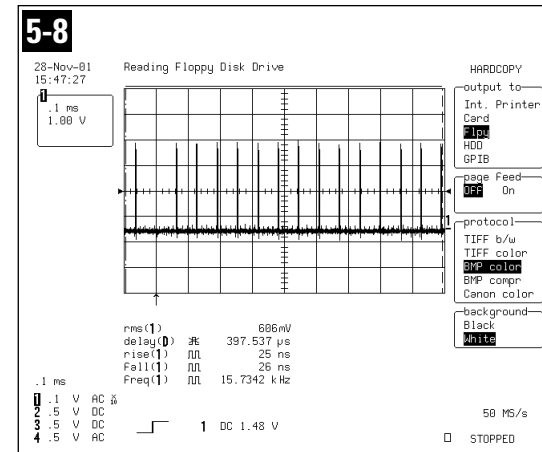 5-8
28-Nov-01
15:47:27
Reading Floppy Disk Drive
1
.1 ms
1.00 V
HARDCOPY
output to
Int. Printer
Card
Flpy
HDD
GPIB
page feed
OFF On
protocol
TIFF b/w
TIFF color
BMP color
BMP compr
Canon color
background
Black
White
1
rms(1) 606mV
delay(D) 397.537 µs
rise(1) 25 ns
fall(1) 26 ns
freq(1) 15.7342 kHz
.1 ms
1 .1 V AC X10
2 .5 V DC
3 .5 V DC
4 .5 V AC
1 DC 1.48 V
50 MS/s
STOPPED